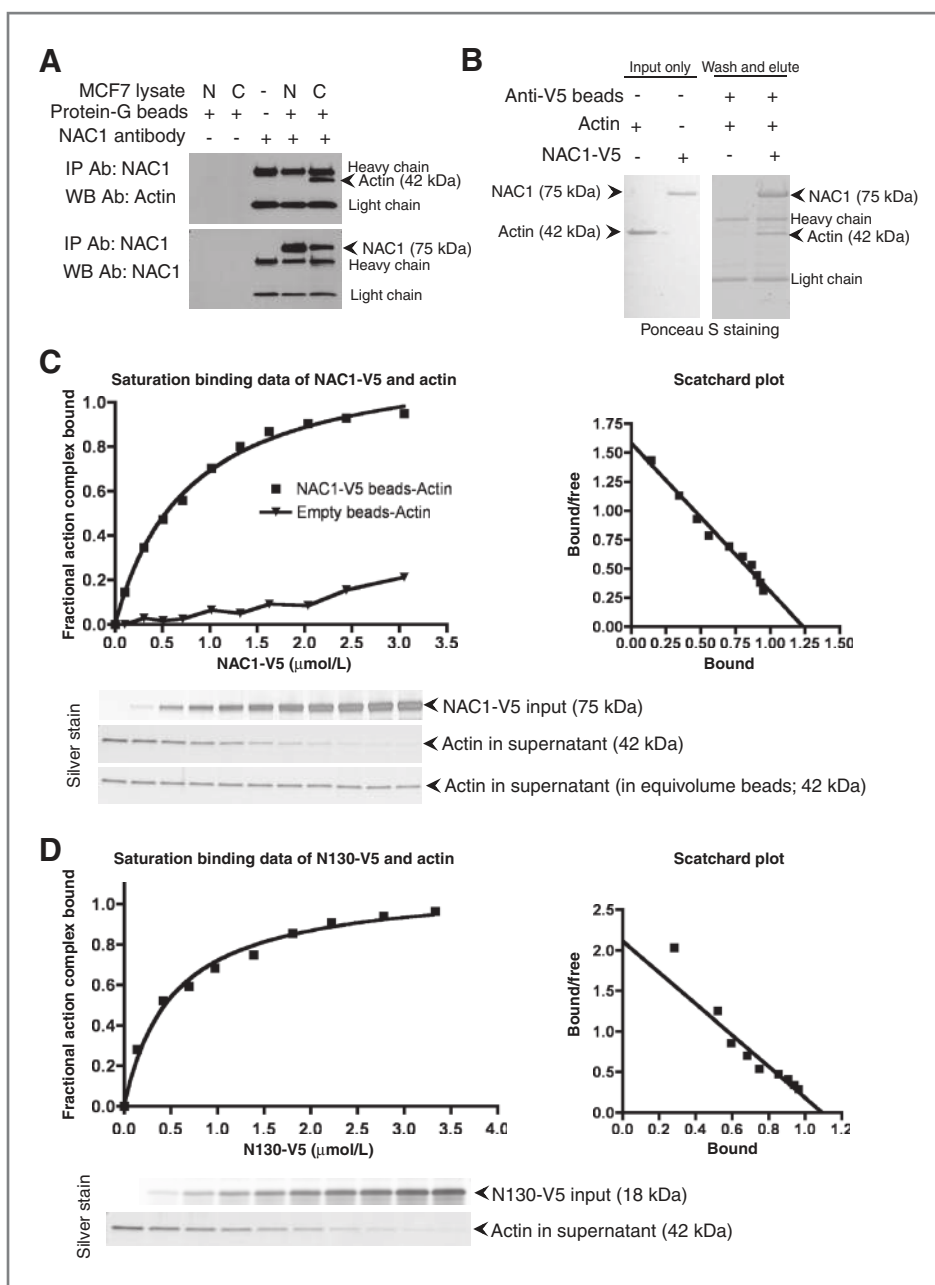 A
MCF7 lysate N C - N C
Protein-G beads + + + + +
NAC1 antibody - - + + +
IP Ab: NAC1
WB Ab: Actin
Heavy chain
Actin (42 kDa)
Light chain
IP Ab: NAC1
WB Ab: NAC1
NAC1 (75 kDa)
Heavy chain
Light chain
B
Input only Wash and elute
Anti-V5 beads - - + +
Actin + - + +
NAC1-V5 - + - +
NAC1 (75 kDa)
Actin (42 kDa)
NAC1 (75 kDa)
Heavy chain
Actin (42 kDa)
Light chain
Ponceau S staining
C
Saturation binding data of NAC1-V5 and actin
Fractional action complex bound
1.0
0.8
0.6
0.4
0.2
0.0
NAC1-V5 beads-Actin
Empty beads-Actin
0.0 0.5 1.0 1.5 2.0 2.5 3.0 3.5
NAC1-V5 (μmol/L)
Scatchard plot
Bound/free
1.75
1.50
1.25
1.00
0.75
0.50
0.25
0.00
0.00 0.25 0.50 0.75 1.00 1.25 1.50
Bound
Silver stain
NAC1-V5 input (75 kDa)
Actin in supernatant (42 kDa)
Actin in supernatant (in equivolume beads; 42 kDa)
D
Saturation binding data of N130-V5 and actin
Fractional action complex bound
1.0
0.8
0.6
0.4
0.2
0.0
0.0 0.5 1.0 1.5 2.0 2.5 3.0 3.5 4.0
N130-V5 (μmol/L)
Scatchard plot
Bound/free
2.5
2.0
1.5
1.0
0.5
0.0
0.0 0.2 0.4 0.6 0.8 1.0 1.2
Bound
Silver stain
N130-V5 input (18 kDa)
Actin in supernatant (42 kDa)